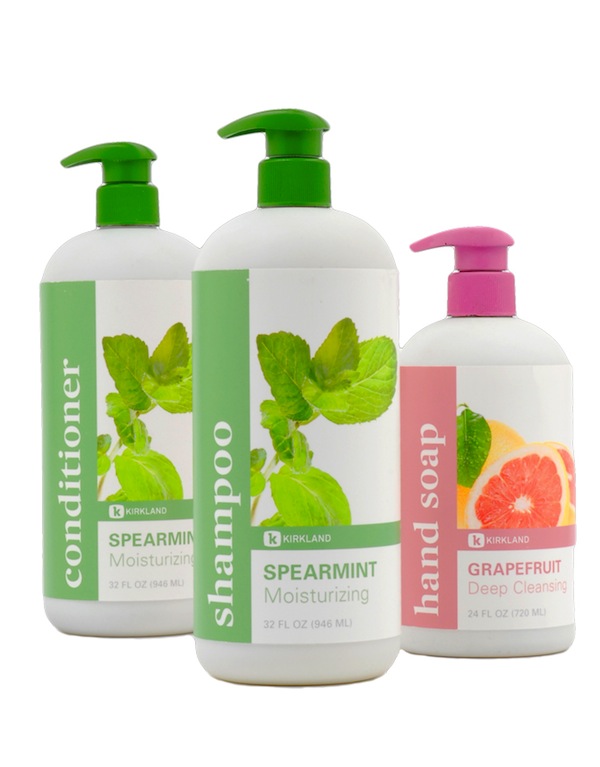 conditioner
k KIRKLAND
SPEARMIN
Moisturizing
32 FL OZ (946 ML)
shampoo
k KIRKLAND
SPEARMINT
Moisturizing
32 FL OZ (946 ML)
hand soap
k KIRKLAND
GRAPEFRUIT
Deep Cleansing
24 FL OZ (720 ML)